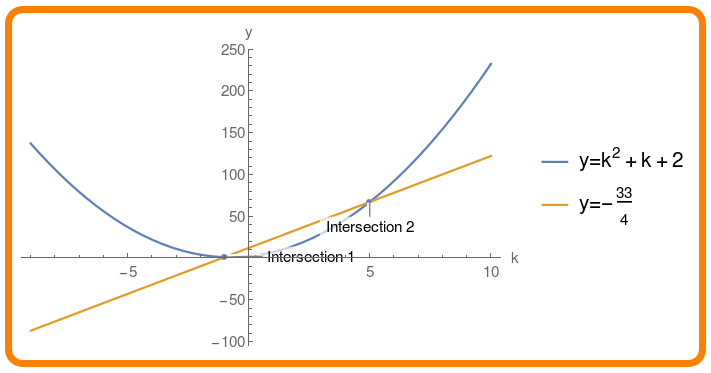 y
250
200
150
100
50
−50
−100
−5
5
10
k
Intersection 1
Intersection 2
y=k² + k + 2
y=−33/4